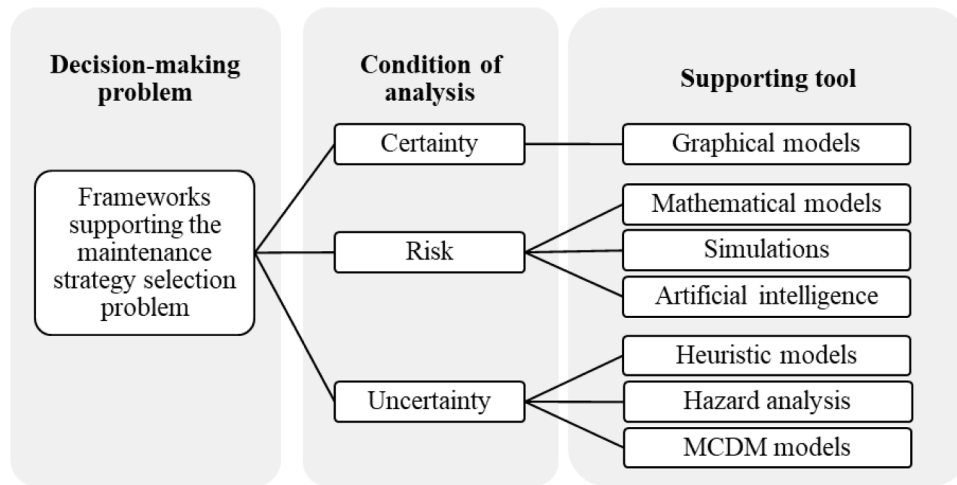 Decision-making
problem
Condition of
analysis
Supporting tool
Frameworks
supporting the
maintenance
strategy selection
problem
Certainty
Risk
Uncertainty
Graphical models
Mathematical models
Simulations
Artificial intelligence
Heuristic models
Hazard analysis
MCDM models